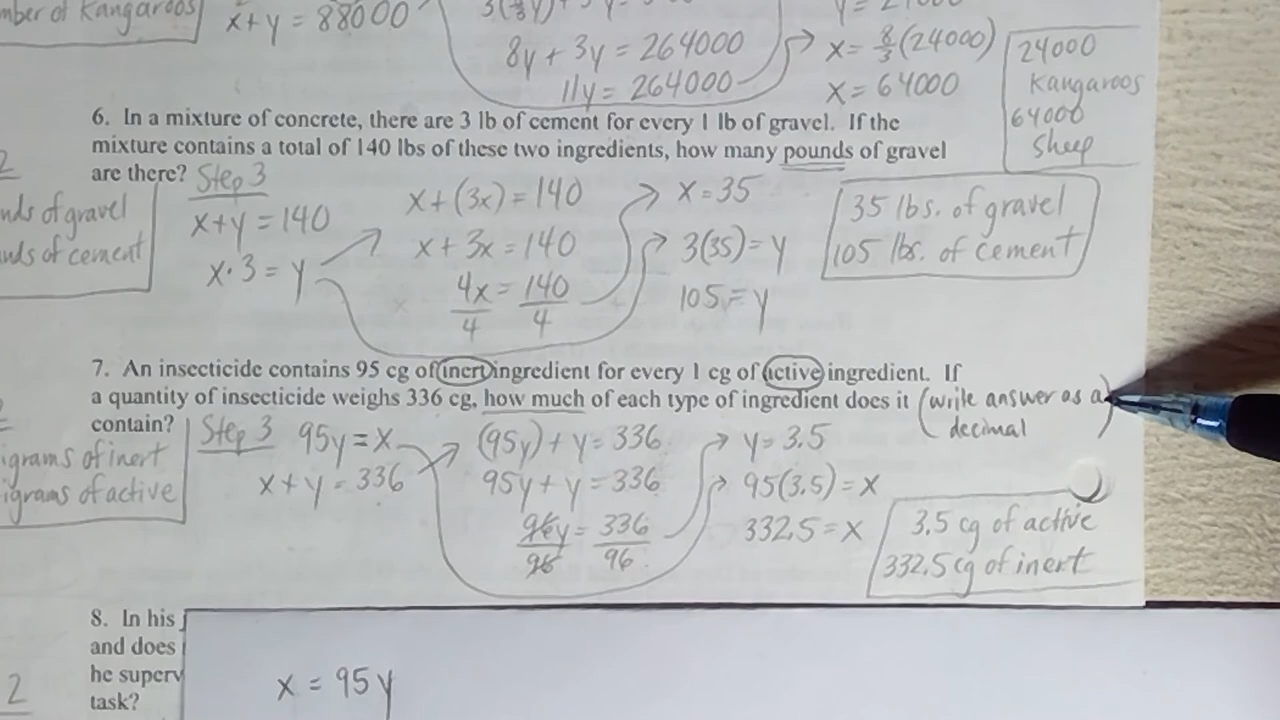 mber of Kangaroos
x+y = 88000
8y + 3y = 264000
11y = 264000
x = 8/3 (24000)
x = 64000
24000
Kangaroos
64000
Sheep
6. In a mixture of concrete, there are 3 lb of cement for every 1 lb of gravel. If the
mixture contains a total of 140 lbs of these two ingredients, how many pounds of gravel
are there?
Step 3
2
nds of gravel
nds of cement
x+y = 140
x·3 = y
x+(3x) = 140
x + 3x = 140
4x = 140
4 4
x = 35
3(35) = y
105 = y
35 lbs. of gravel
105 lbs. of cement
7. An insecticide contains 95 cg of inert ingredient for every 1 cg of active ingredient. If
a quantity of insecticide weighs 336 cg, how much of each type of ingredient does it (write answer as a
decimal)
contain?
Step 3
igrams of inert
igrams of active
95y = x
x + y = 336
(95y) + y = 336
95y + y = 336
96y = 336
96 96
y = 3.5
95(3.5) = x
332.5 = x
3.5 cg of active
332.5 cg of inert
8. In his
and does
he superv
task?
2
x = 95y